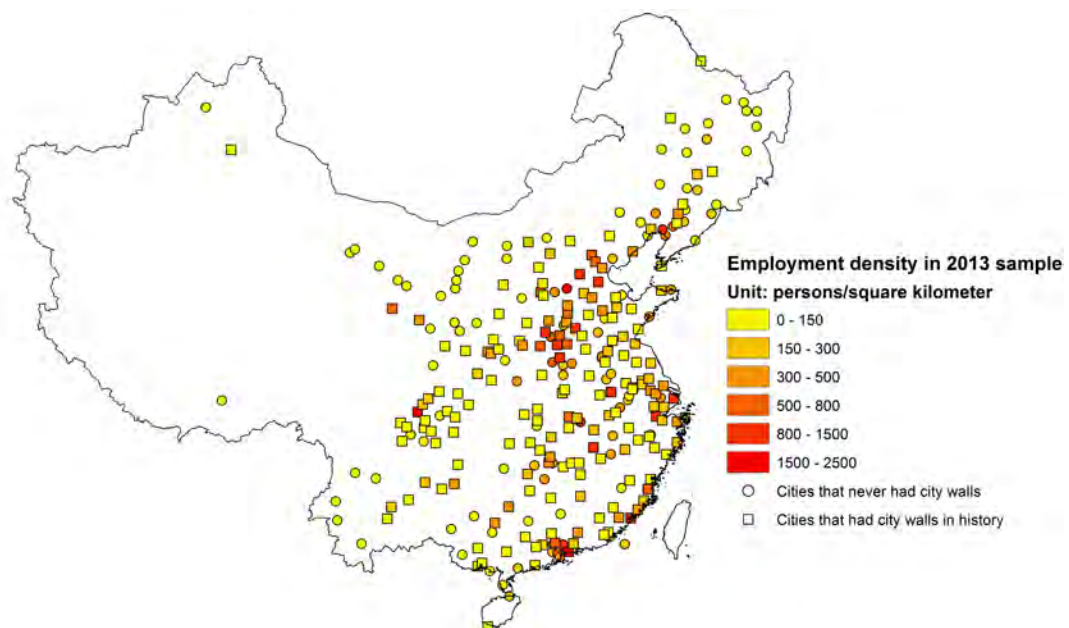 Employment density in 2013 sample
Unit: persons/square kilometer
0 - 150
150 - 300
300 - 500
500 - 800
800 - 1500
1500 - 2500
Cities that never had city walls
Cities that had city walls in history